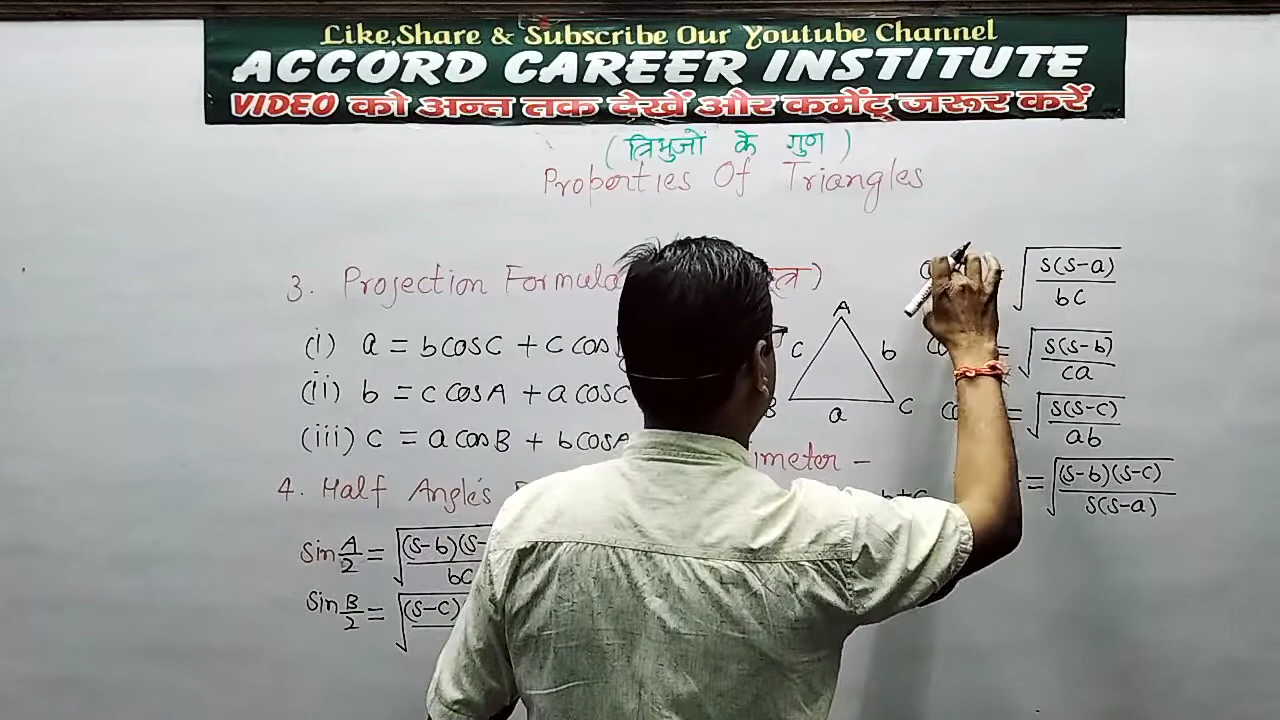 Like,Share & Subscribe Our Youtube Channel
ACCORD CAREER INSTITUTE
VIDEO को अन्त तक देखें और कमेंट् जरूर करें
(त्रिभुजों के गुण)
Properties Of Triangles
3. Projection Formula
(i) a = b cosC + c cos
(ii) b = c cosA + a cosC
(iii) c = a cosB + b cosA
4. Half Angle's
Sin A/2 = √((s-b)(s-
bc
Sin B/2 = √((s-c)
A
c b
B a C
imeter -
b+c
√(s(s-a)/bc)
= √(s(s-b)/ca)
= √(s(s-c)/ab)
= √((s-b)(s-c)/s(s-a))